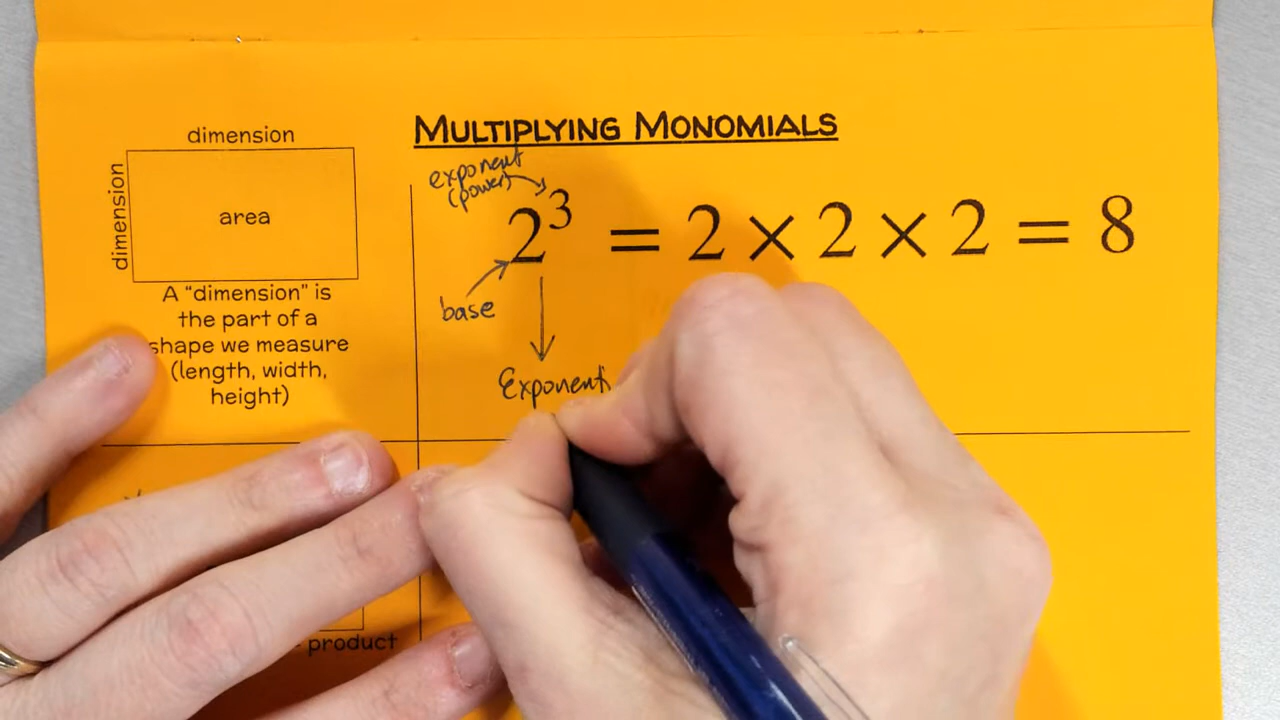 MULTIPLYING MONOMIALS
dimension
dimension
area
A “dimension” is
the part of a
shape we measure
(length, width,
height)
exponent
(power)
2³ = 2 × 2 × 2 = 8
base
Exponent
product